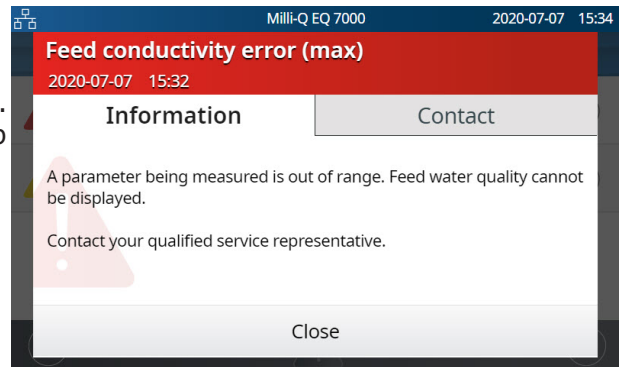 Milli-Q EQ 7000 2020-07-07 15:34
Feed conductivity error (max)
2020-07-07 15:32
Information Contact
A parameter being measured is out of range. Feed water quality cannot
be displayed.
Contact your qualified service representative.
Close